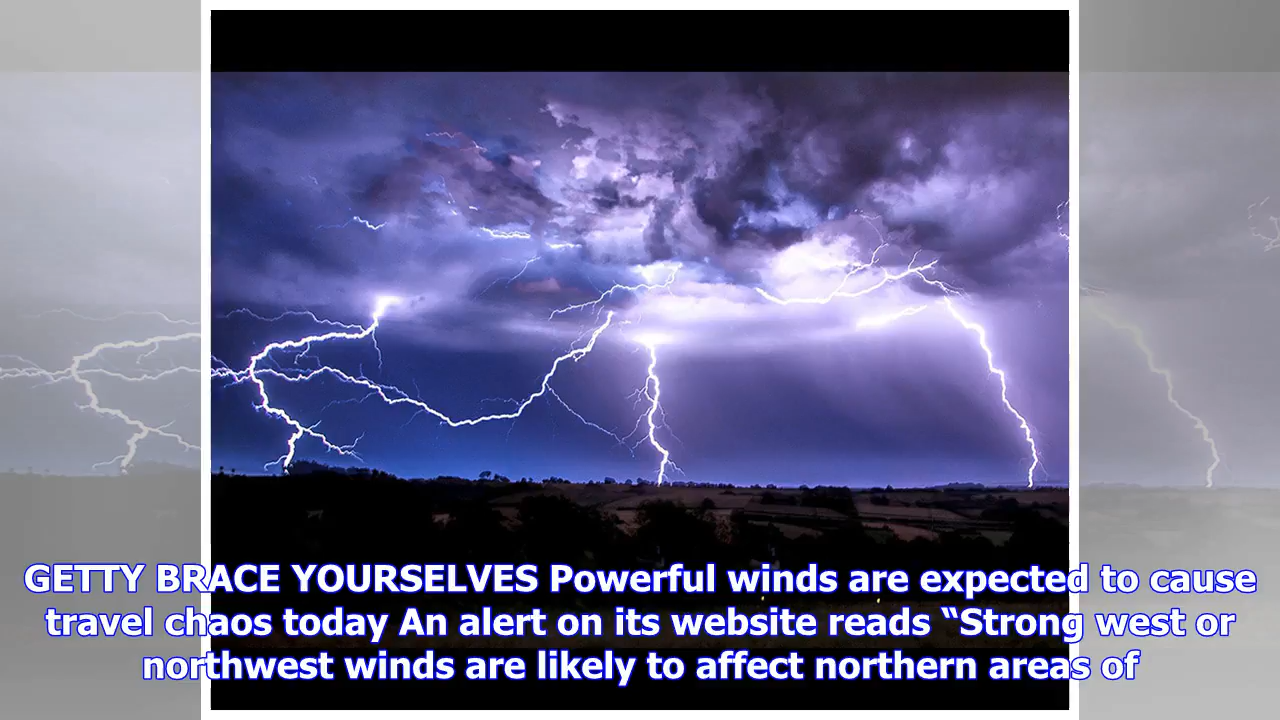 GETTY BRACE YOURSELVES Powerful winds are expected to cause
travel chaos today An alert on its website reads “Strong west or
northwest winds are likely to affect northern areas of